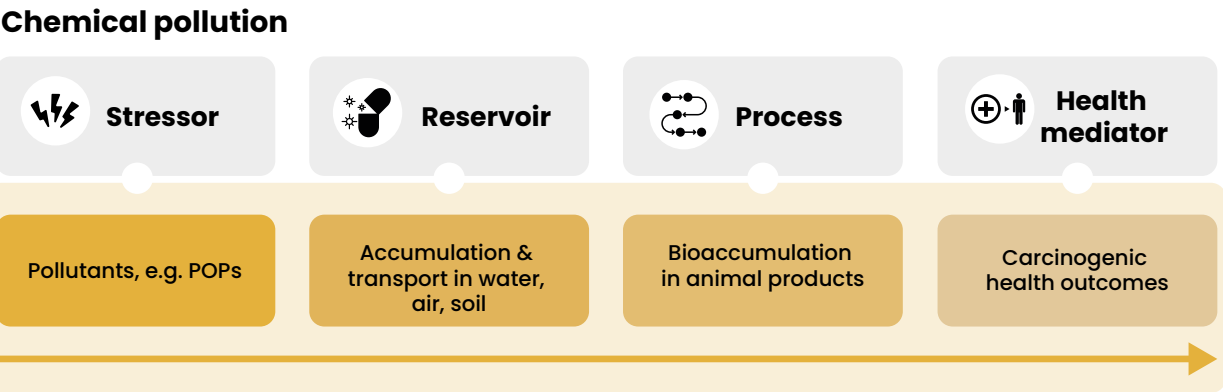 Chemical pollution
Stressor
Reservoir
Process
Health
mediator
Pollutants, e.g. POPs
Accumulation &
transport in water,
air, soil
Bioaccumulation
in animal products
Carcinogenic
health outcomes